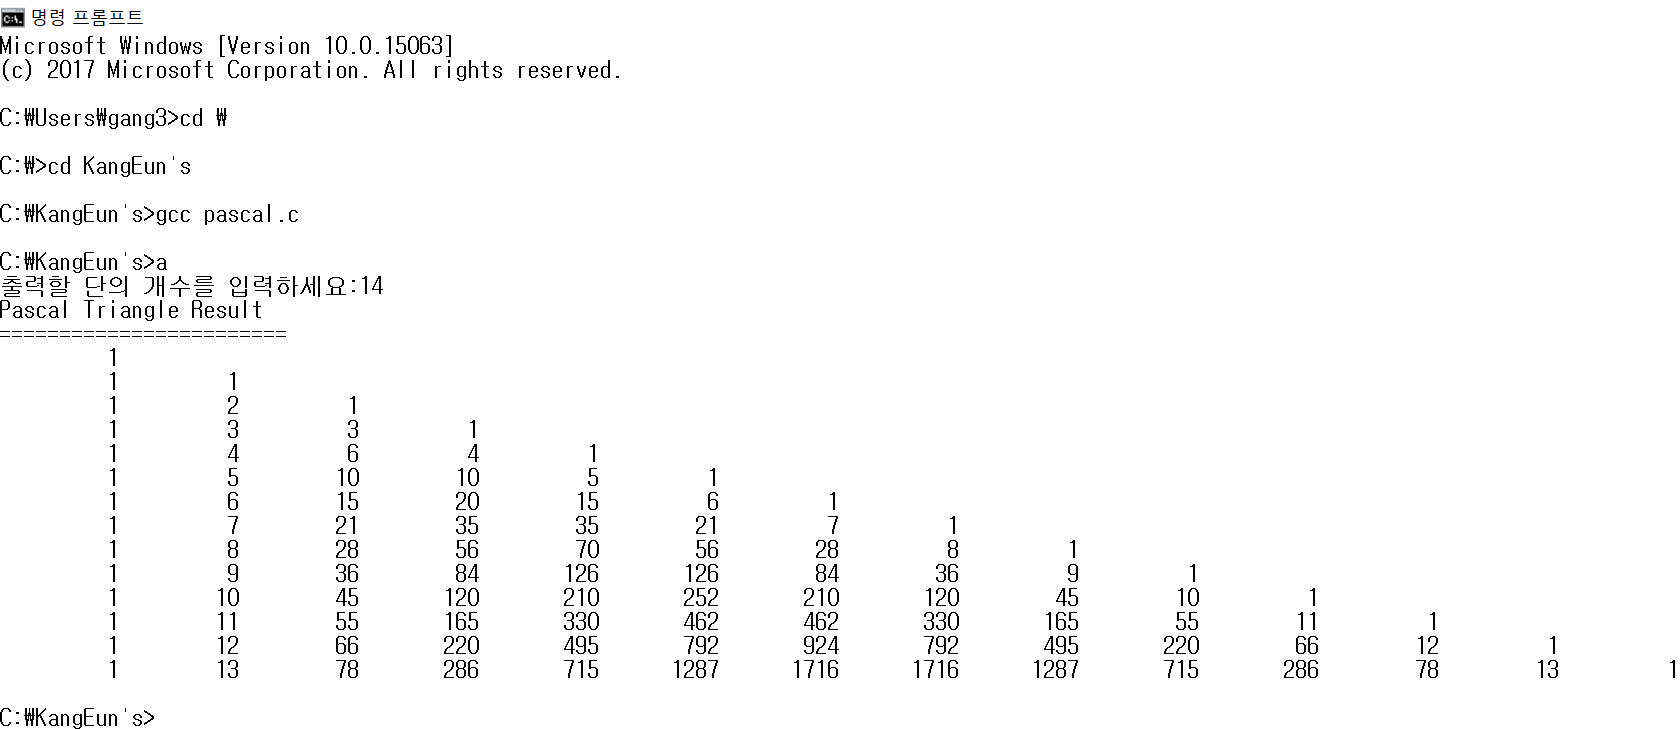 명령 프롬프트
Microsoft Windows [Version 10.0.15063]
(c) 2017 Microsoft Corporation. All rights reserved.
C:₩Users₩gang3>cd ₩
C:₩>cd KangEun's
C:₩KangEun's>gcc pascal.c
C:₩KangEun's>a
출력할 단의 개수를 입력하세요:14
Pascal Triangle Result
========================
1
1 1
1 2 1
1 3 3 1
1 4 6 4 1
1 5 10 10 5 1
1 6 15 20 15 6 1
1 7 21 35 35 21 7 1
1 8 28 56 70 56 28 8 1
1 9 36 84 126 126 84 36 9 1
1 10 45 120 210 252 210 120 45 10 1
1 11 55 165 330 462 462 330 165 55 11 1
1 12 66 220 495 792 924 792 495 220 66 12 1
1 13 78 286 715 1287 1716 1716 1287 715 286 78 13 1
C:₩KangEun's>